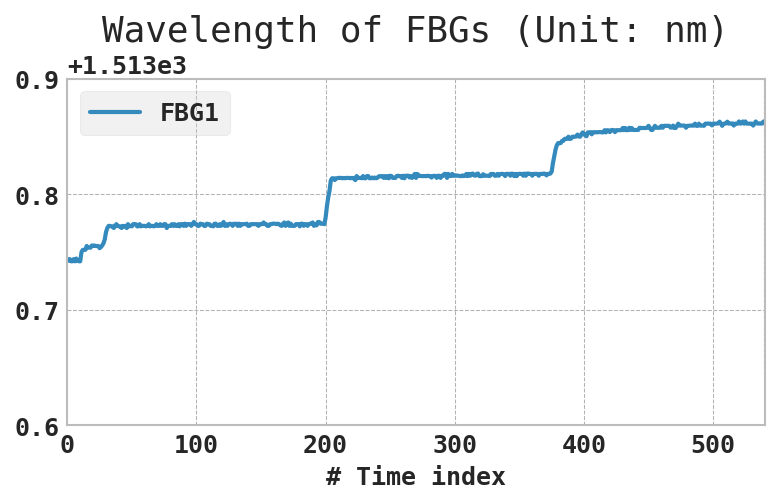 Wavelength of FBGs (Unit: nm)
+1.513e3
0.9
FBG1
0.8
0.7
0.6
0 100 200 300 400 500
# Time index